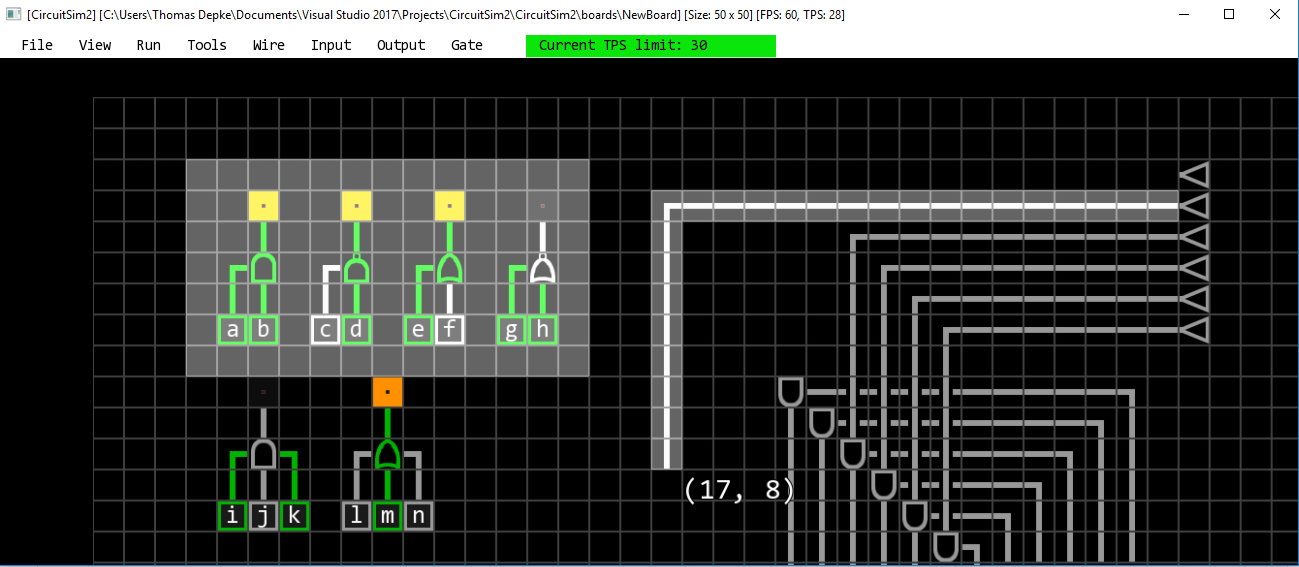 [CircuitSim2] [C:\Users\Thomas Depke\Documents\Visual Studio 2017\Projects\CircuitSim2\CircuitSim2\boards\NewBoard] [Size: 50 x 50] [FPS: 60, TPS: 28]
File View Run Tools Wire Input Output Gate Current TPS limit: 30
a b c d e f g h
(17, 8)
i j k l m n